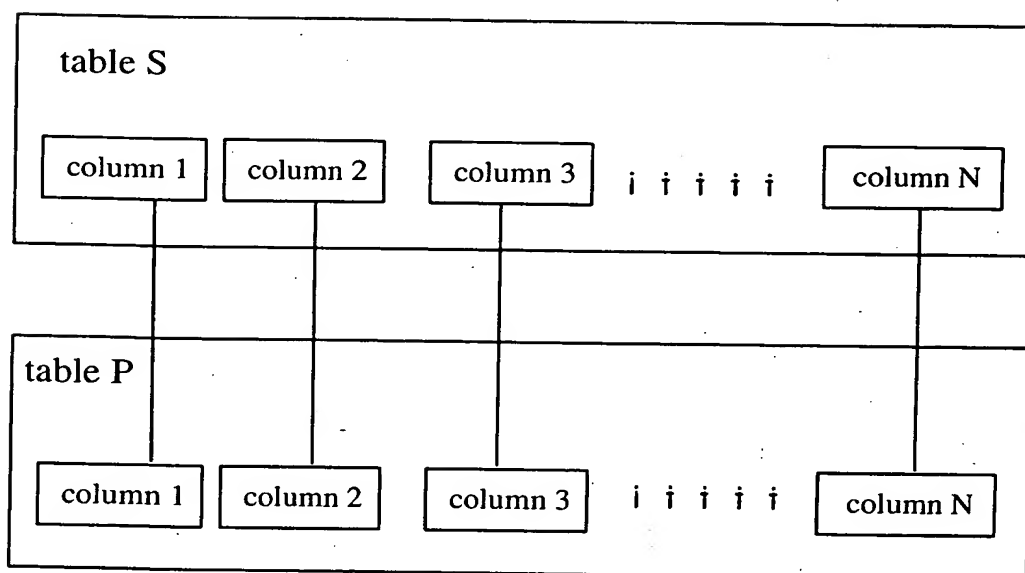 table S
column 1 column 2 column 3 i † † † † column N
table P
column 1 column 2 column 3 i † † † † column N